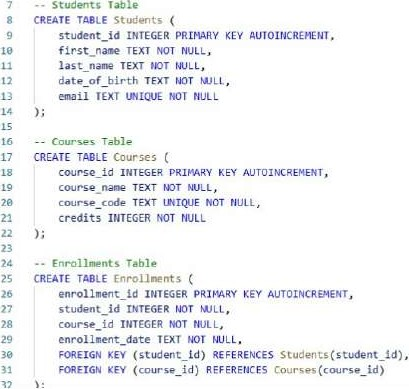 7 -- Students Table
8 CREATE TABLE Students (
9 student_id INTEGER PRIMARY KEY AUTOINCREMENT,
10 first_name TEXT NOT NULL,
11 last_name TEXT NOT NULL,
12 date_of_birth TEXT NOT NULL,
13 email TEXT UNIQUE NOT NULL
14 );
15
16 -- Courses Table
17 CREATE TABLE Courses (
18 course_id INTEGER PRIMARY KEY AUTOINCREMENT,
19 course_name TEXT NOT NULL,
20 course_code TEXT UNIQUE NOT NULL,
21 credits INTEGER NOT NULL
22 );
23
24 -- Enrollments Table
25 CREATE TABLE Enrollments (
26 enrollment_id INTEGER PRIMARY KEY AUTOINCREMENT,
27 student_id INTEGER NOT NULL,
28 course_id INTEGER NOT NULL,
29 enrollment_date TEXT NOT NULL,
30 FOREIGN KEY (student_id) REFERENCES Students(student_id),
31 FOREIGN KEY (course_id) REFERENCES Courses(course_id)
32 );